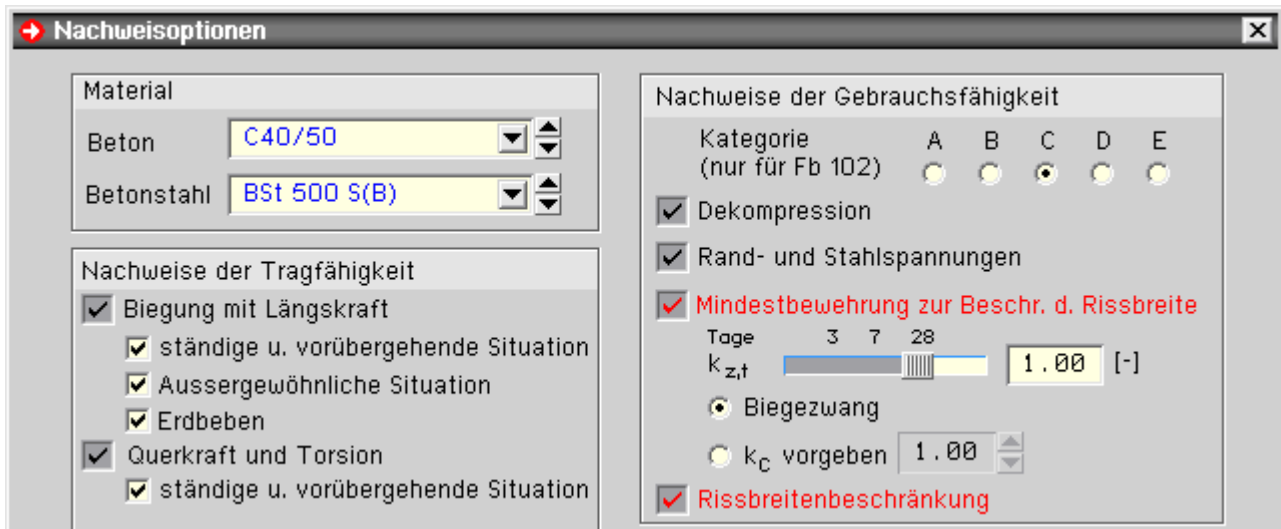 Nachweisoptionen
Material
Beton C40/50
Betonstahl BSt 500 S(B)
Nachweise der Tragfähigkeit
Biegung mit Längskraft
ständige u. vorübergehende Situation
Aussergewöhnliche Situation
Erdbeben
Querkraft und Torsion
ständige u. vorübergehende Situation
Nachweise der Gebrauchsfähigkeit
Kategorie A B C D E
(nur für Fb 102)
Dekompression
Rand- und Stahlspannungen
Mindestbewehrung zur Beschr. d. Rissbreite
Tage 3 7 28
k z,t 1.00 [-]
Biegezwang
k c vorgeben 1.00
Rissbreitenbeschränkung